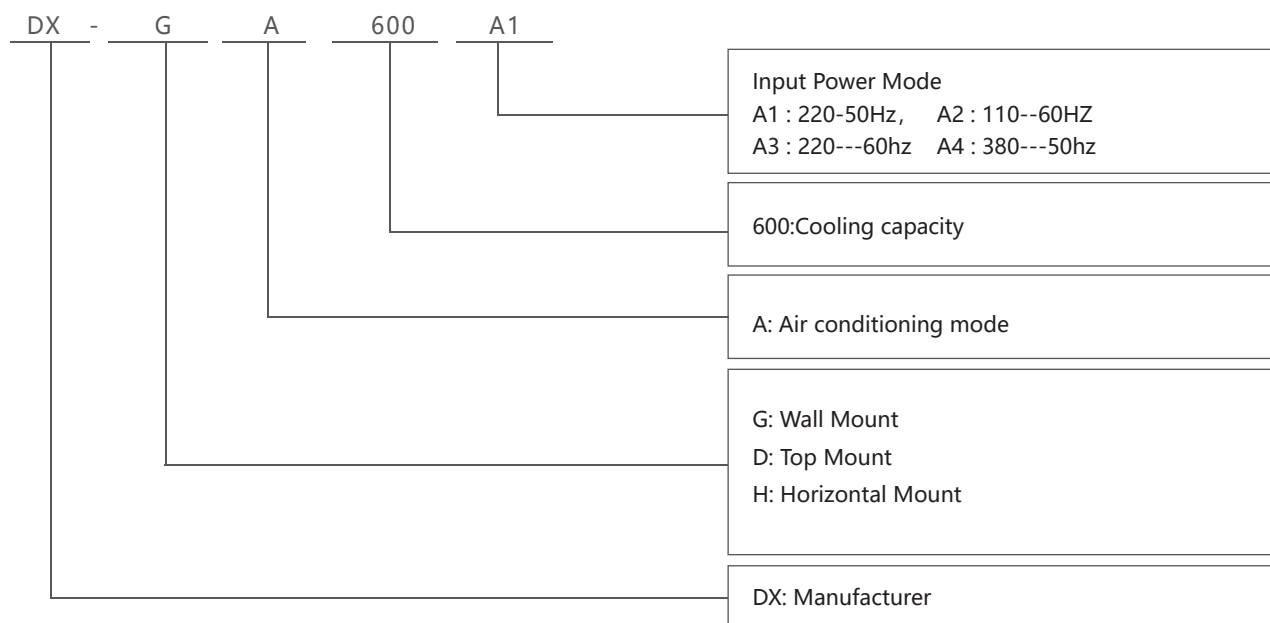 DX - G A 600 A1
Input Power Mode
A1 : 220-50Hz， A2 : 110--60HZ
A3 : 220---60hz A4 : 380---50hz
600:Cooling capacity
A: Air conditioning mode
G: Wall Mount
D: Top Mount
H: Horizontal Mount
DX: Manufacturer